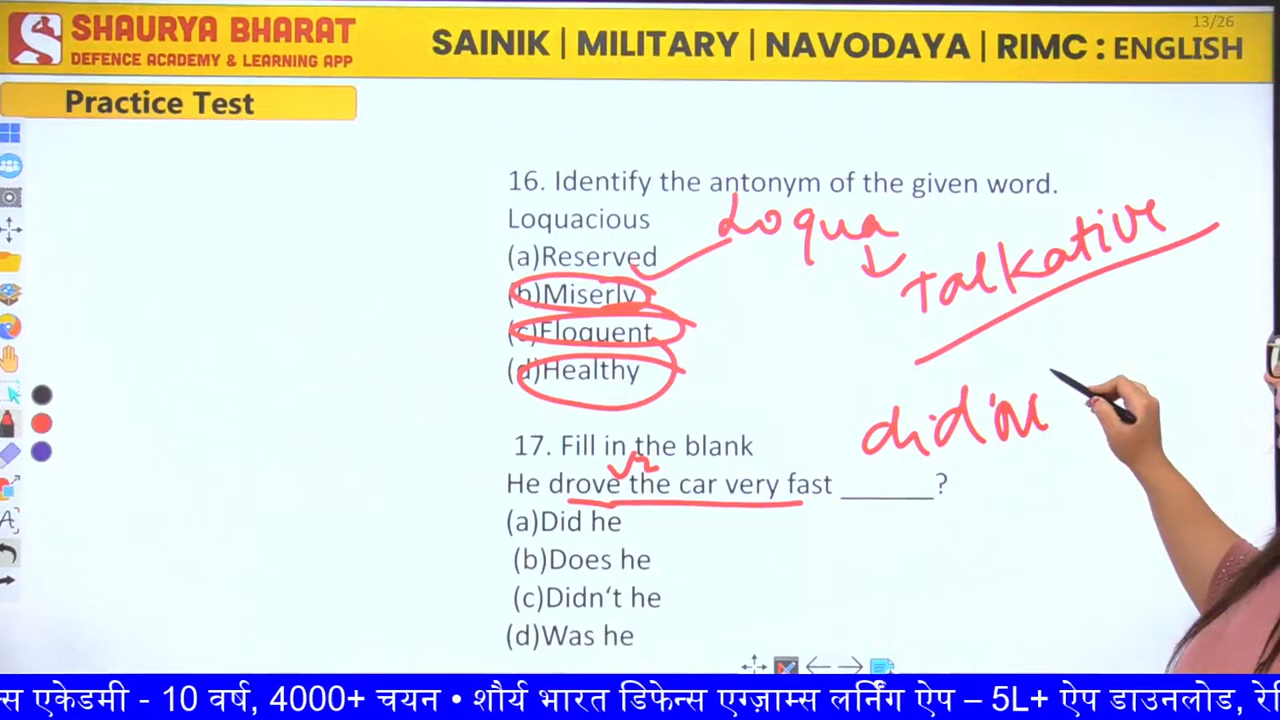 SHAURYA BHARAT
DEFENCE ACADEMY & LEARNING APP
SAINIK | MILITARY | NAVODAYA | RIMC : ENGLISH
13/26
Practice Test
16. Identify the antonym of the given word.
Loquacious
(a)Reserved
(b)Miserly
(c)Eloquent
(d)Healthy
Loqua
Talkative
17. Fill in the blank
V2
He drove the car very fast ______?
(a)Did he
(b)Does he
(c)Didn‘t he
(d)Was he
did
न्स एकेडमी - 10 वर्ष, 4000+ चयन • शौर्य भारत डिफेन्स एग्ज़ाम्स लर्निंग ऐप – 5L+ ऐप डाउनलोड,